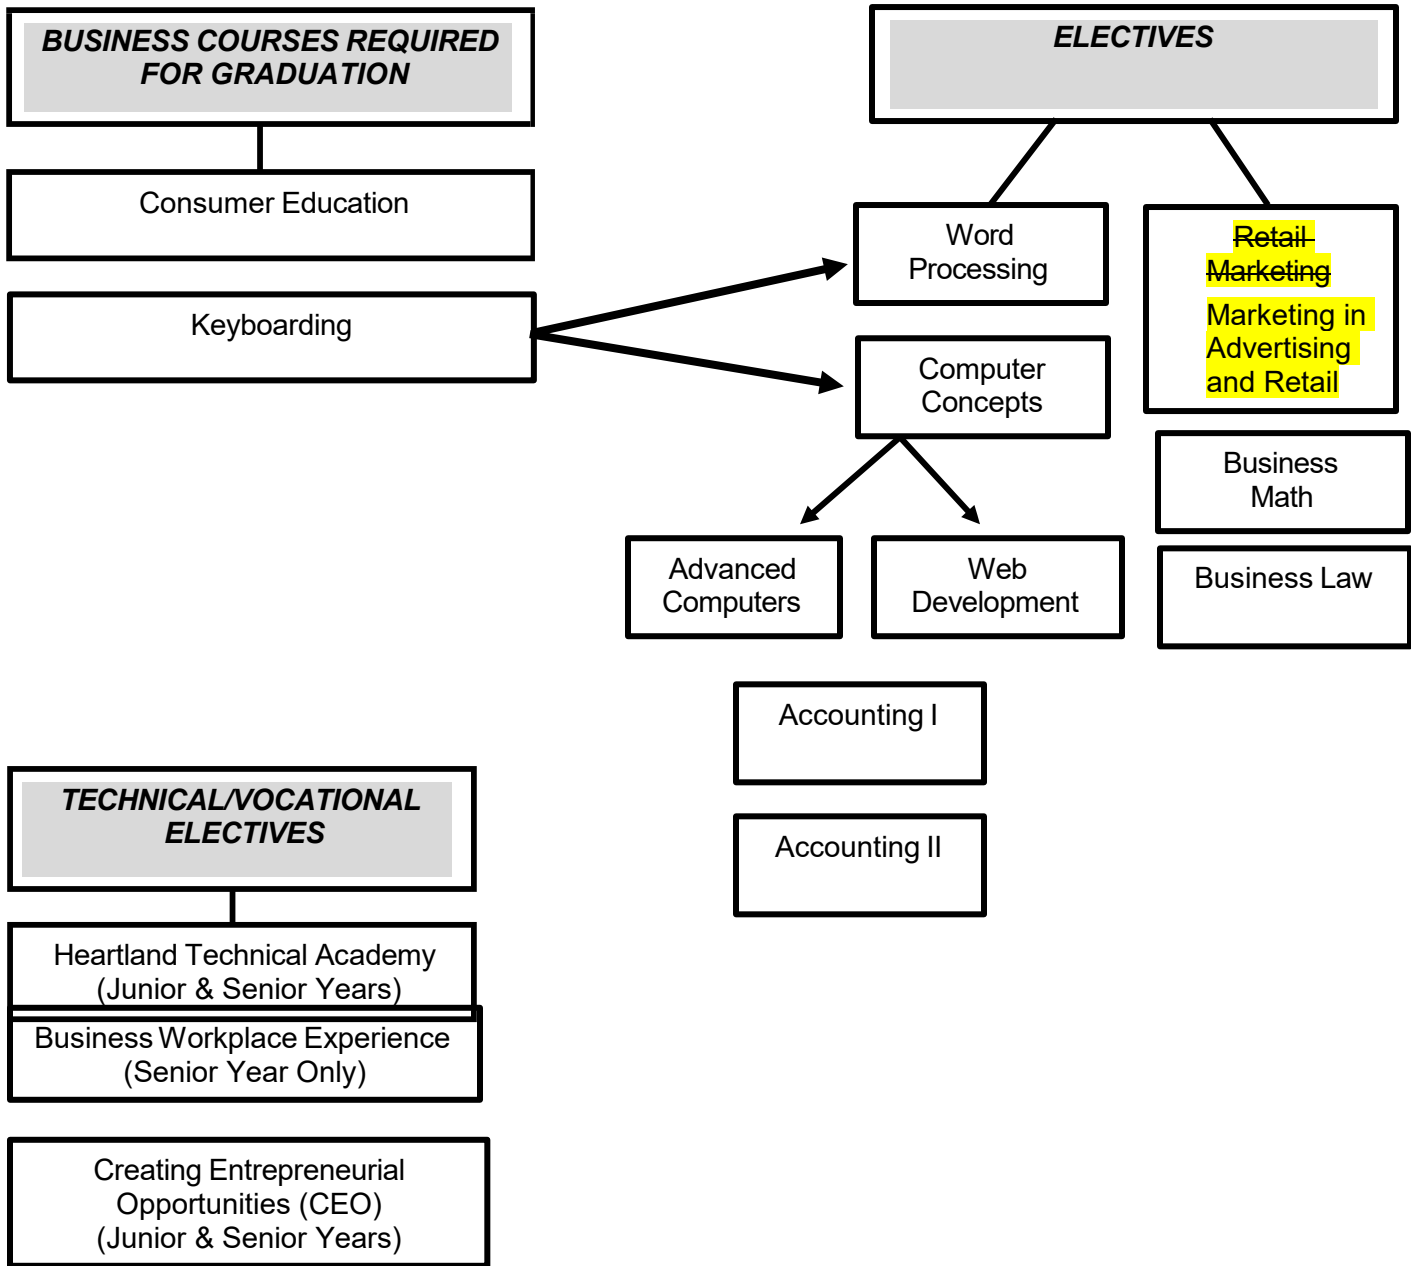 BUSINESS COURSES REQUIRED
FOR GRADUATION
Consumer Education
Keyboarding
ELECTIVES
Word
Processing
Retail
Marketing
Marketing in
Advertising
and Retail
Computer
Concepts
Business
Math
Advanced
Computers
Web
Development
Business Law
Accounting I
Accounting II
TECHNICAL/VOCATIONAL
ELECTIVES
Heartland Technical Academy
(Junior & Senior Years)
Business Workplace Experience
(Senior Year Only)
Creating Entrepreneurial
Opportunities (CEO)
(Junior & Senior Years)